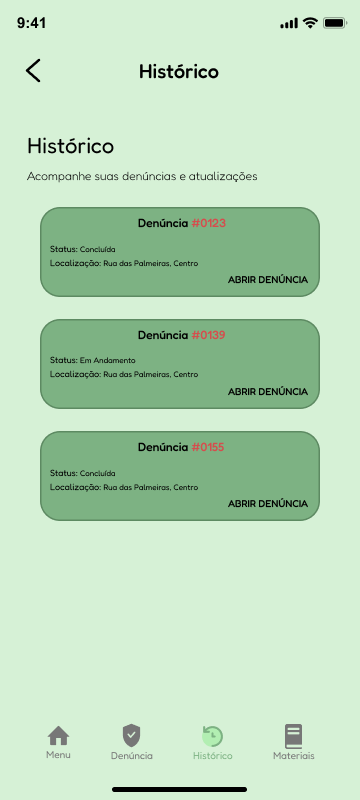 9:41
Histórico
Histórico
Acompanhe suas denúncias e atualizações
Denúncia #0123
Status: Concluída
Localização: Rua das Palmeiras, Centro
ABRIR DENÚNCIA
Denúncia #0139
Status: Em Andamento
Localização: Rua das Palmeiras, Centro
ABRIR DENÚNCIA
Denúncia #0155
Status: Concluída
Localização: Rua das Palmeiras, Centro
ABRIR DENÚNCIA
Menu Denúncia Histórico Materiais